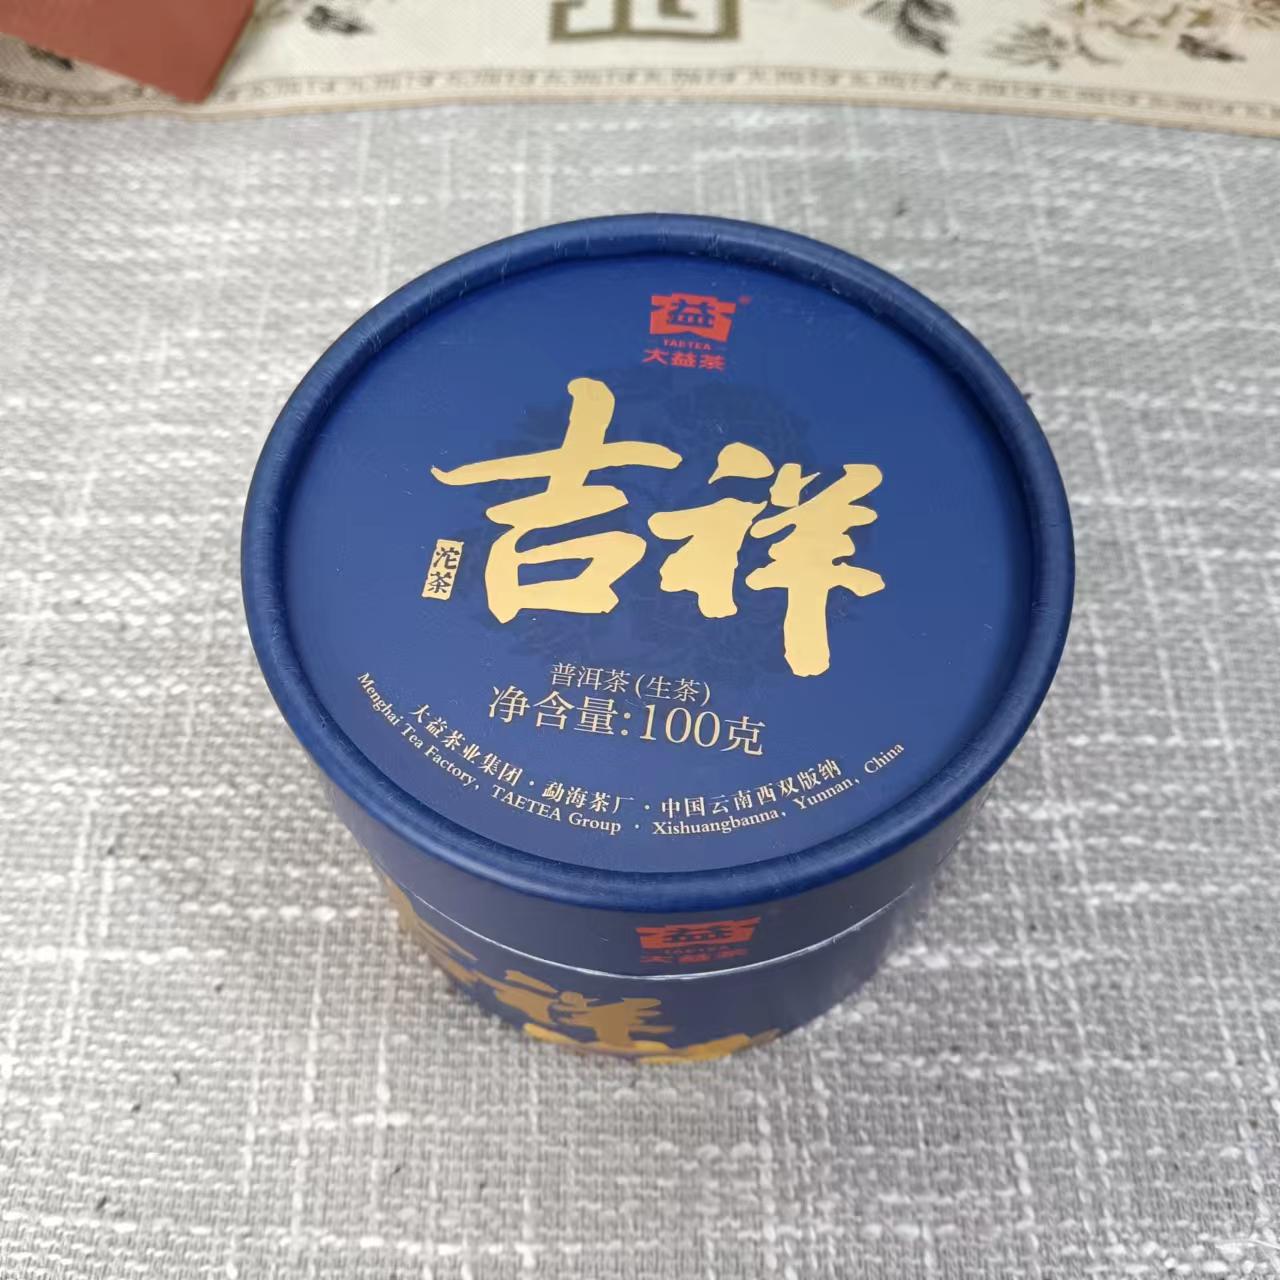 益
TAETEA
大益茶
吉祥
沱茶
普洱茶(生茶)
净含量:100克
大益茶业集团·勐海茶厂·中国云南西双版纳
Menghai Tea Factory, TAETEA Group · Xishuangbanna, Yunnan, China
益
TAETEA
大益茶
祥